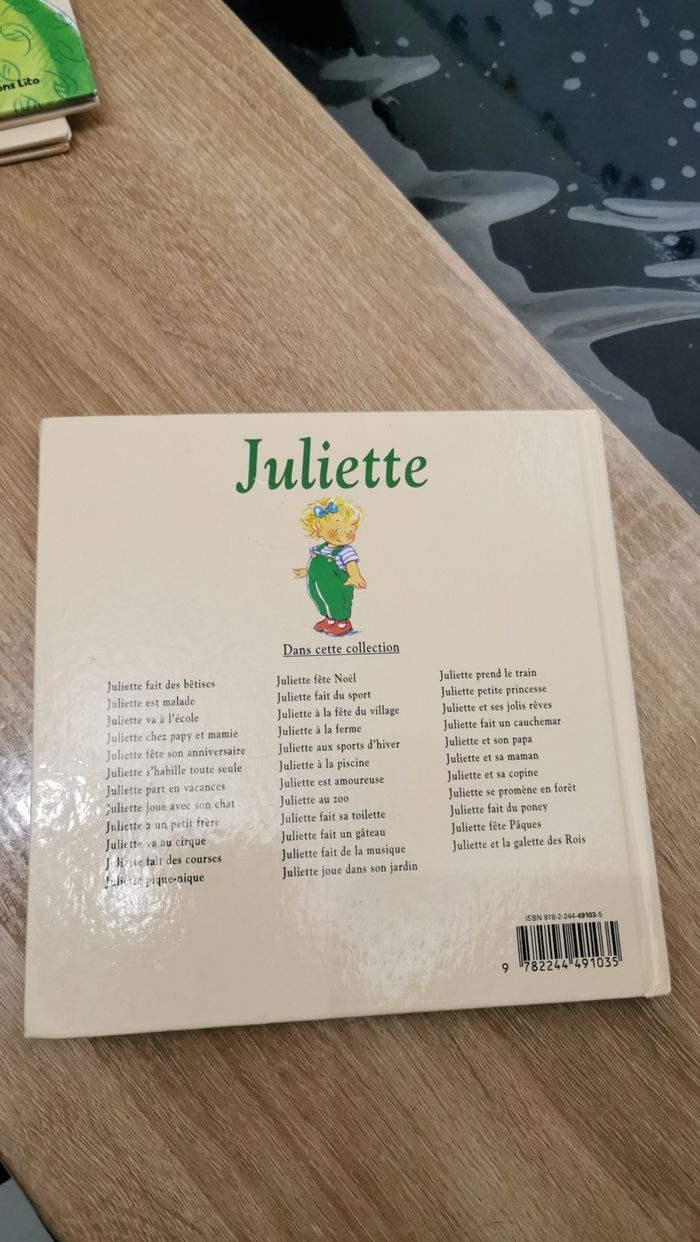 ons Lito
Juliette
Dans cette collection
Juliette fait des bêtises
Juliette est malade
Juliette va à l'école
Juliette chez papy et mamie
Juliette fête son anniversaire
Juliette s'habille toute seule
Juliette part en vacances
Juliette joue avec son chat
Juliette a un petit frère
Juliette va au cirque
Juliette fait des courses
Juliette pique-nique
Juliette fête Noël
Juliette fait du sport
Juliette à la fête du village
Juliette à la ferme
Juliette aux sports d'hiver
Juliette à la piscine
Juliette est amoureuse
Juliette au zoo
Juliette fait sa toilette
Juliette fait un gâteau
Juliette fait de la musique
Juliette joue dans son jardin
Juliette prend le train
Juliette petite princesse
Juliette et ses jolis rêves
Juliette fait un cauchemar
Juliette et son papa
Juliette et sa maman
Juliette et sa copine
Juliette se promène en forêt
Juliette fait du poney
Juliette fête Pâques
Juliette et la galette des Rois
ISBN 978-2-244-49103-5
9 782244 491035